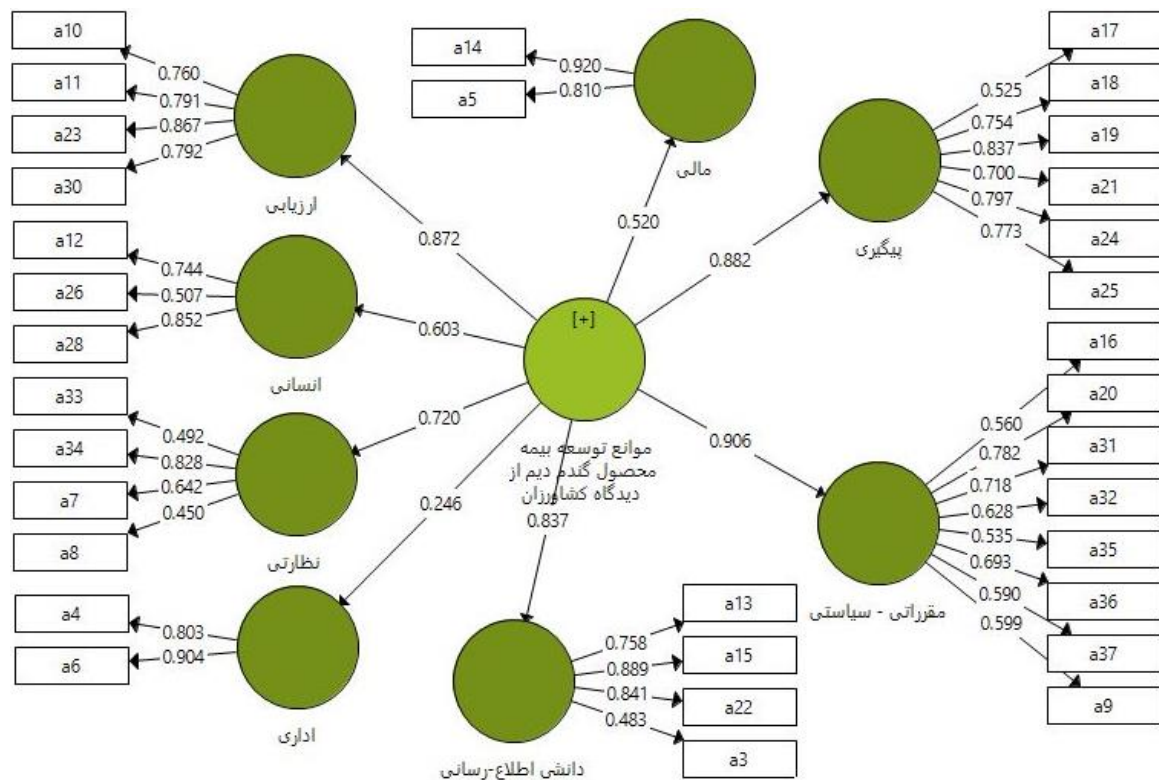 a10
a11
a23
a30
0.760
0.791
0.867
0.792
ارزیابی
a14
a5
0.920
0.810
مالی
a17
a18
a19
a21
a24
a25
0.525
0.754
0.837
0.700
0.797
0.773
پیگیری
0.872
0.520
0.882
a12
a26
a28
0.744
0.507
0.852
انسانی
0.603
[+]
موانع توسعه بیمه
محصول گندم دیم از
دیدگاه کشاورزان
a33
a34
a7
a8
0.492
0.828
0.642
0.450
نظارتی
0.720
0.246
0.837
0.906
a16
a20
a31
a32
a35
a36
a37
a9
0.560
0.782
0.718
0.628
0.535
0.693
0.590
0.599
مقرراتی - سیاستی
a4
a6
0.803
0.904
اداری
a13
a15
a22
a3
0.758
0.889
0.841
0.483
دانشی اطلاع-رسانی